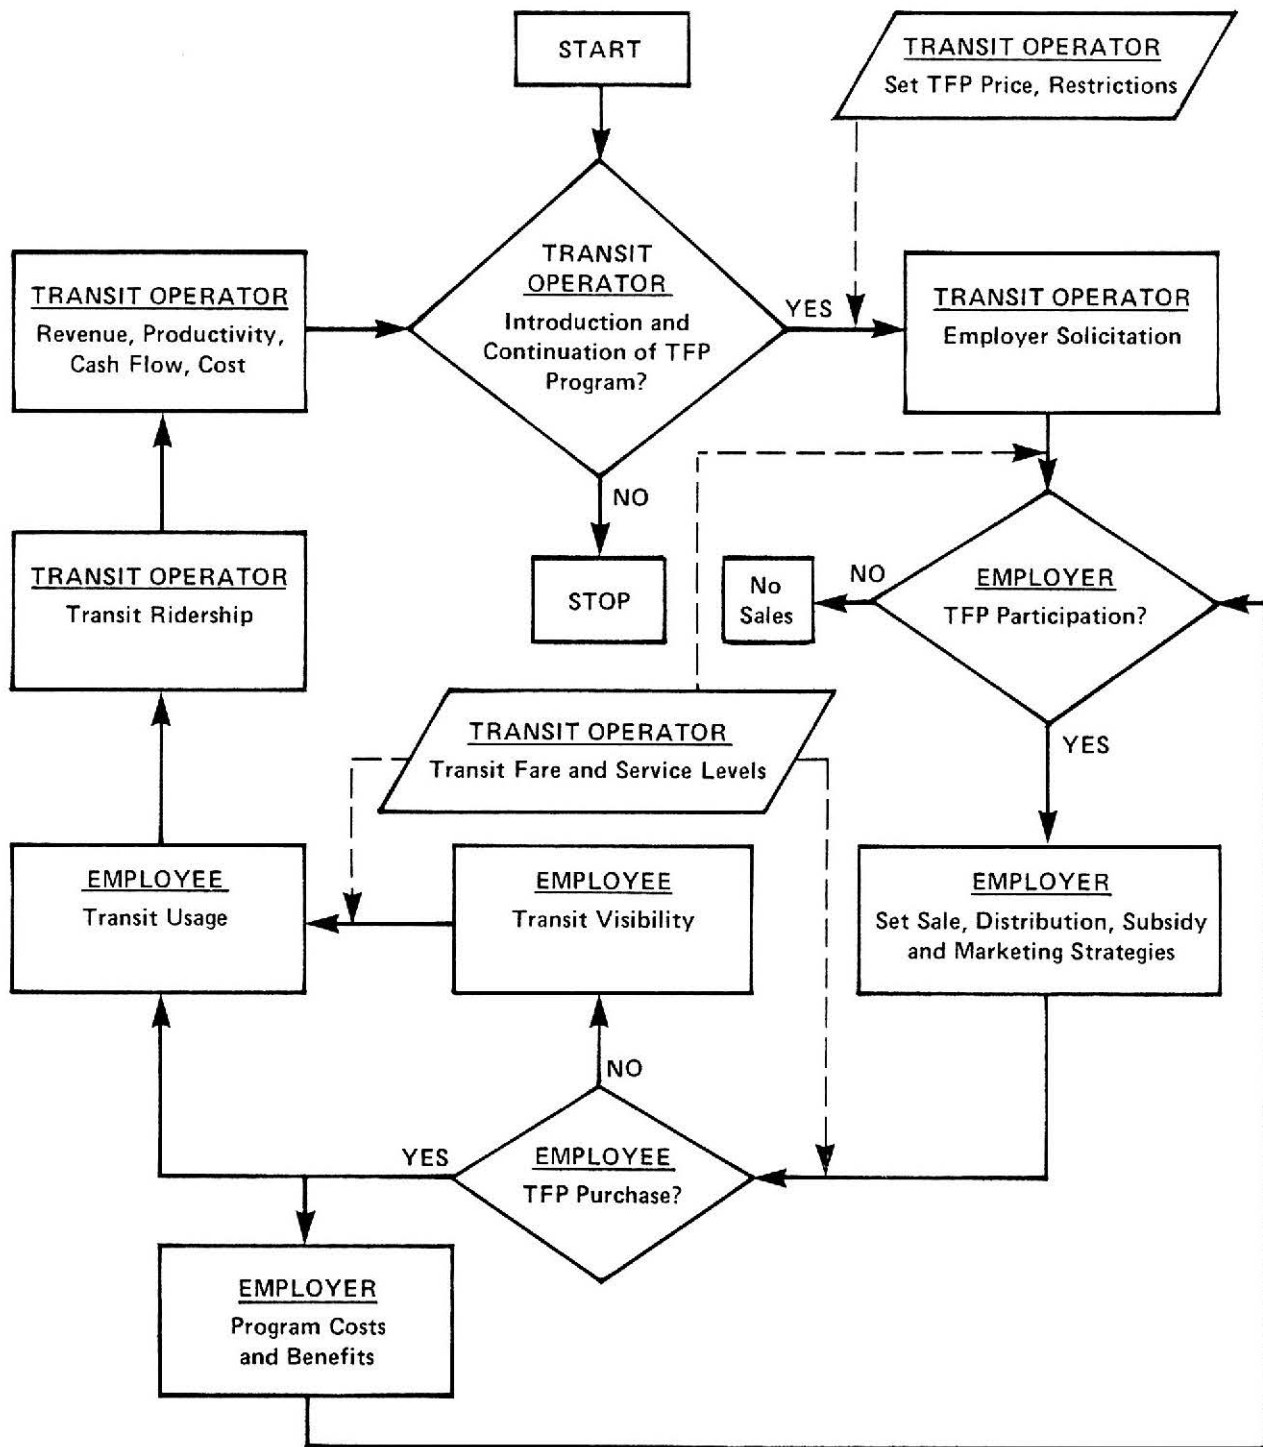 START
TRANSIT OPERATOR
Set TFP Price, Restrictions
TRANSIT
OPERATOR
Introduction and
Continuation of TFP
Program?
YES
NO
STOP
TRANSIT OPERATOR
Employer Solicitation
TRANSIT OPERATOR
Revenue, Productivity,
Cash Flow, Cost
TRANSIT OPERATOR
Transit Ridership
EMPLOYER
TFP Participation?
NO
No
Sales
YES
TRANSIT OPERATOR
Transit Fare and Service Levels
EMPLOYEE
Transit Usage
EMPLOYEE
Transit Visibility
EMPLOYER
Set Sale, Distribution, Subsidy
and Marketing Strategies
NO
YES
EMPLOYEE
TFP Purchase?
EMPLOYER
Program Costs
and Benefits